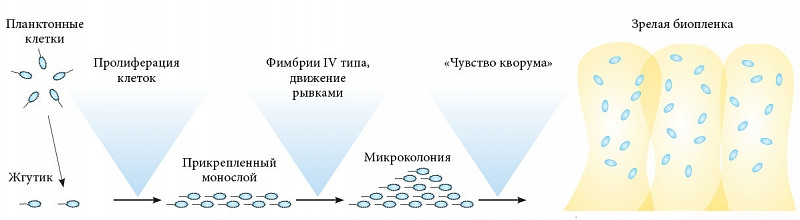 Планктонные
клетки
Пролиферация
клеток
Фимбрии IV типа,
движение
рывками
«Чувство кворума»
Зрелая биопленка
Жгутик
Прикрепленный
монослой
Микроколония